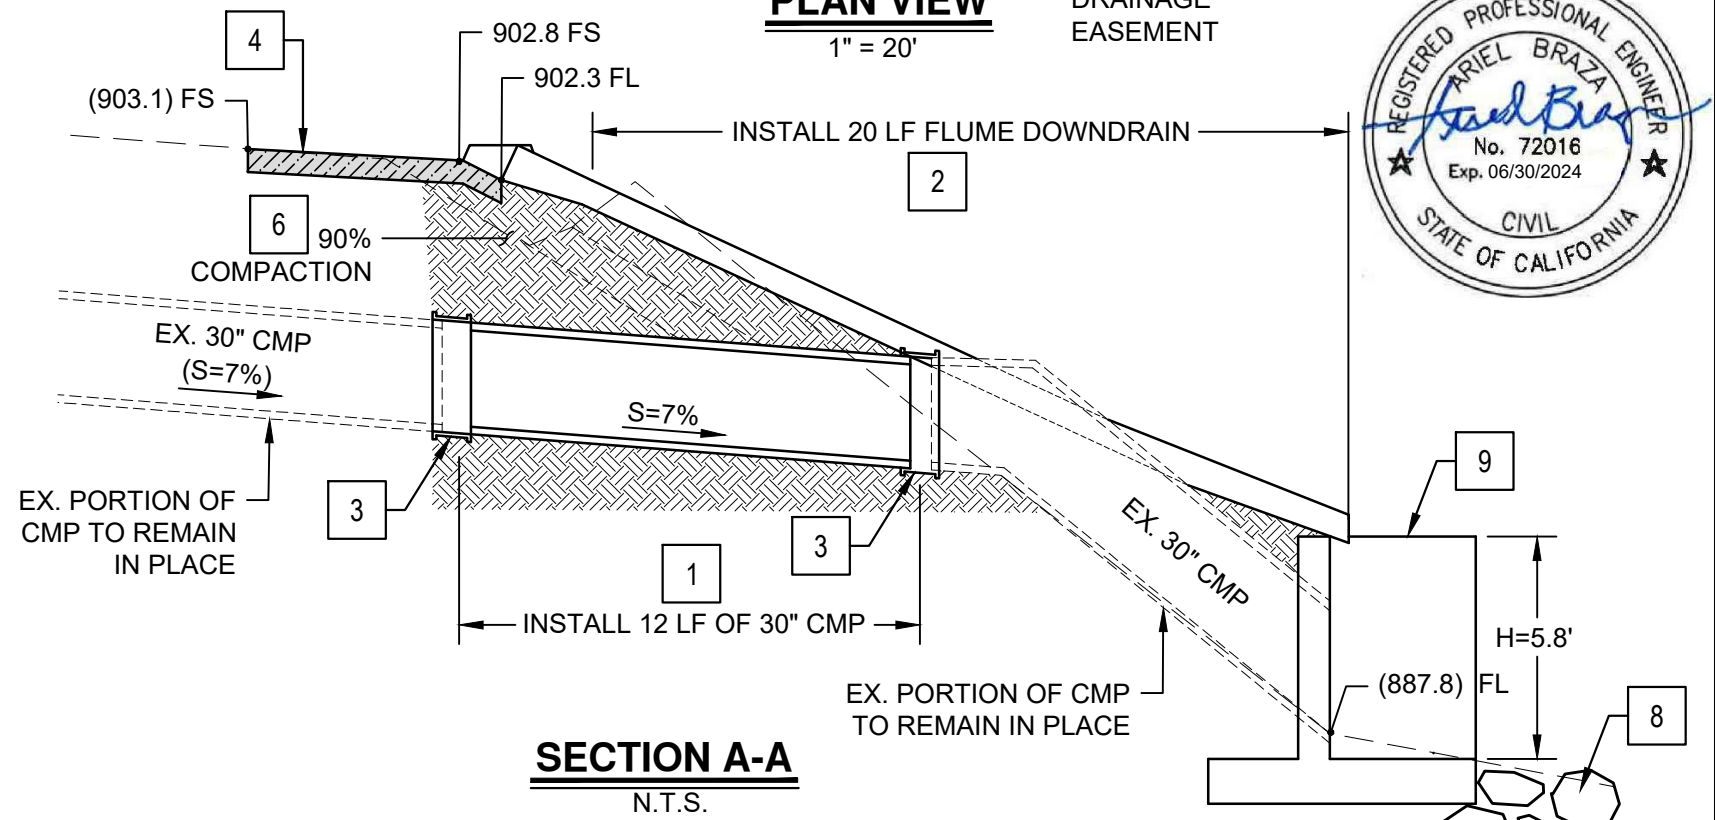 PLAN VIEW
1" = 20'
DRAINAGE
EASEMENT
4
902.8 FS
902.3 FL
(903.1) FS
INSTALL 20 LF FLUME DOWNDRAIN
2
REGISTERED PROFESSIONAL ENGINEER
ARIEL BRAZA
No. 72016
Exp. 06/30/2024
CIVIL
STATE OF CALIFORNIA
6
90%
COMPACTION
EX. 30" CMP
(S=7%)
S=7%
EX. PORTION OF
CMP TO REMAIN
IN PLACE
3
3
1
INSTALL 12 LF OF 30" CMP
EX. 30" CMP
9
H=5.8'
(887.8) FL
EX. PORTION OF CMP
TO REMAIN IN PLACE
8
SECTION A-A
N.T.S.